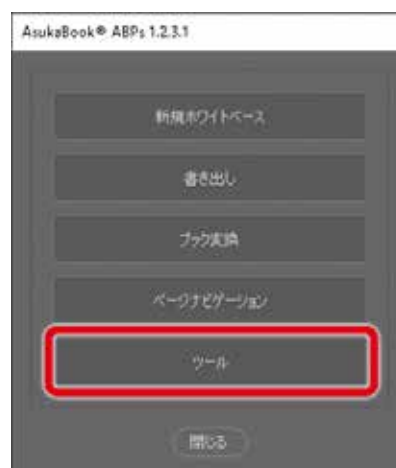 AsukaBook® ABPs 1.2.3.1
新規ホワイトベース
書き出し
ブック変換
ページナビゲーション
ツール
閉じる